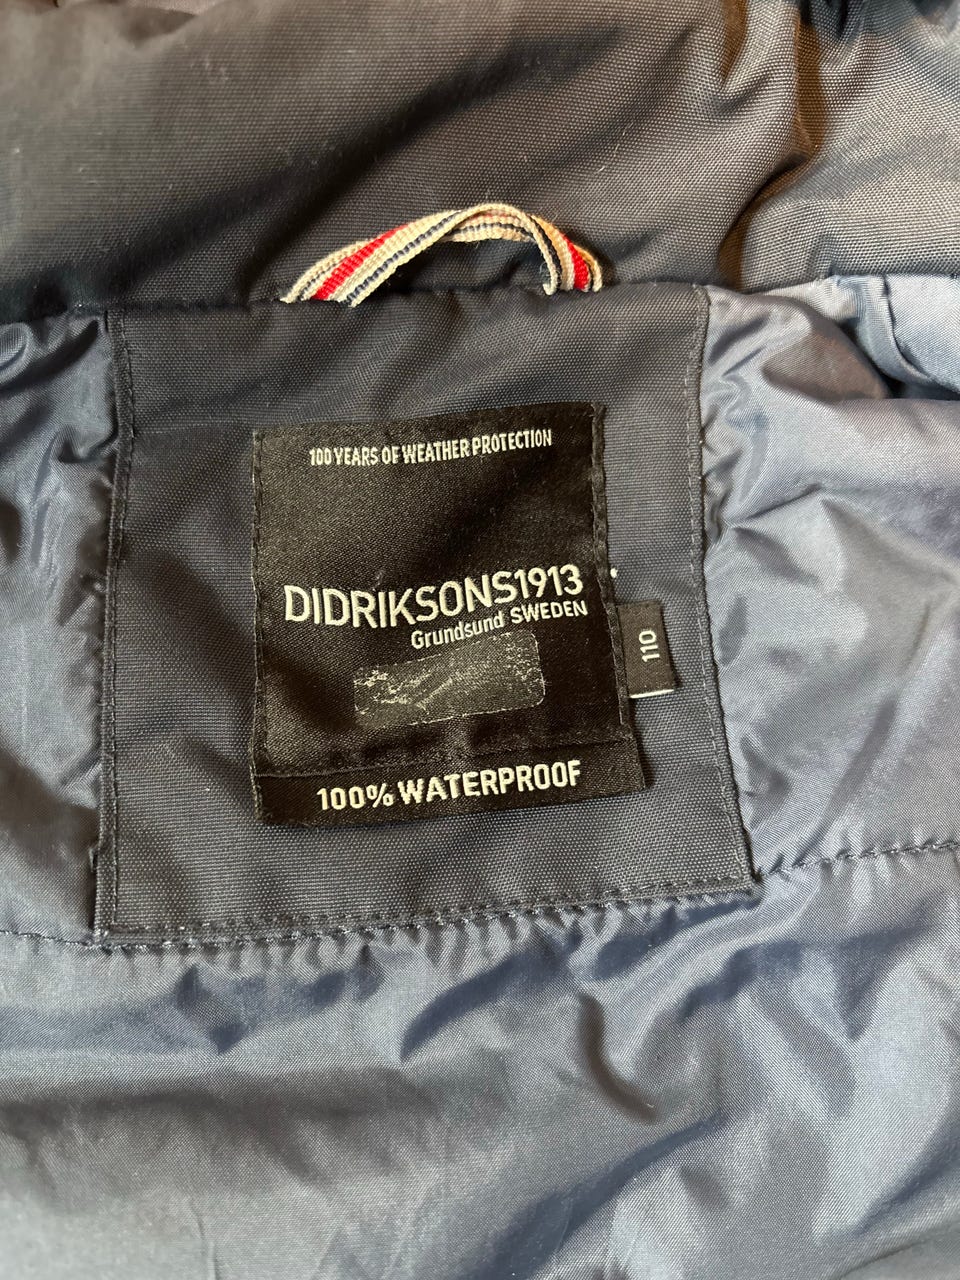 100 YEARS OF WEATHER PROTECTION
DIDRIKSONS1913
Grundsund SWEDEN
110
100% WATERPROOF